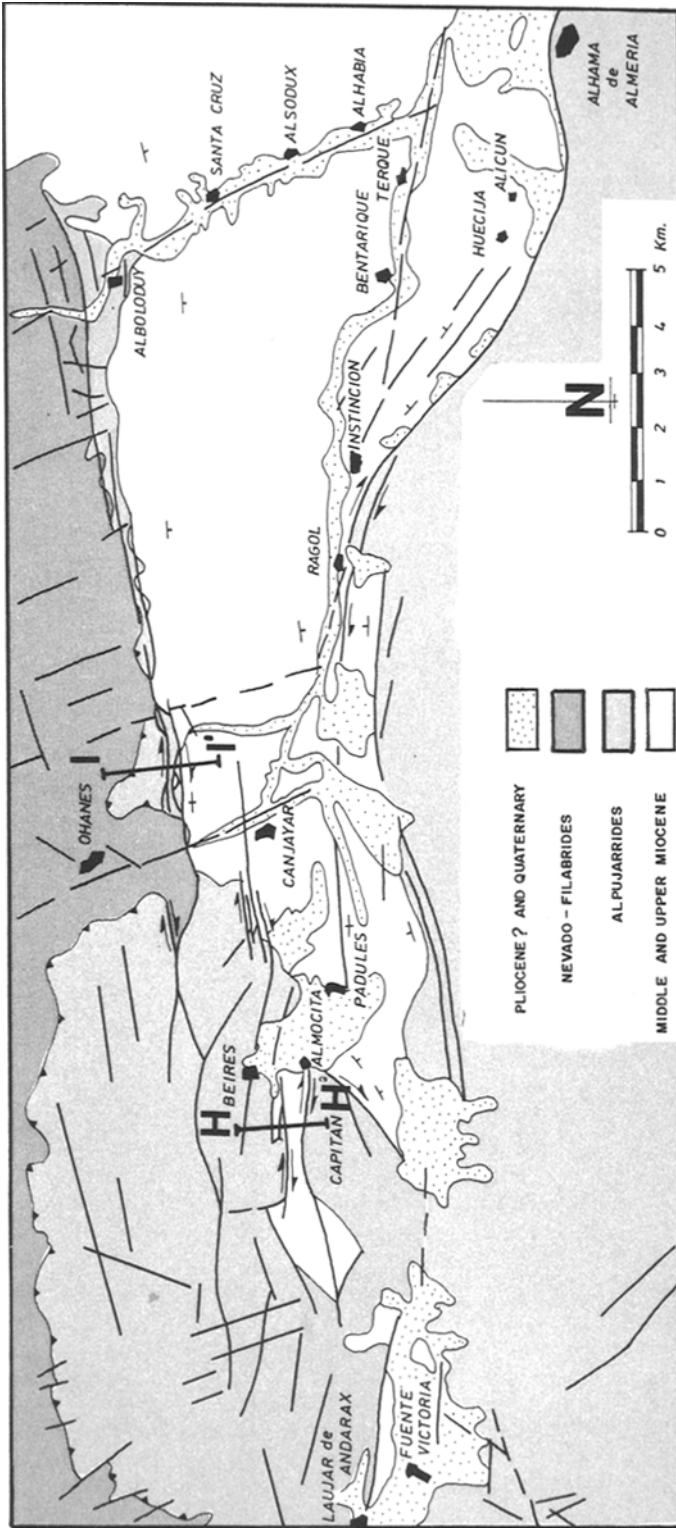 OHANES
I
ALBOLODUY
H
I'
SANTA CRUZ
BEIRES
CANJAYAR
ALSODUX
ALMOCITA
RAGOL
LAUJAR de
ANDARAX
CAPITAN
H'
PADULES
INSTINCION
BENTARIQUE
ALHABIA
TERQUE
FUENTE
VICTORIA
HUECIJA
ALICUN
ALHAMA
de
ALMERIA
N
PLIOCENE ? AND QUATERNARY
NEVADO - FILABRIDES
ALPUJARRIDES
MIDDLE AND UPPER MIOCENE
0 1 2 3 4 5 Km.